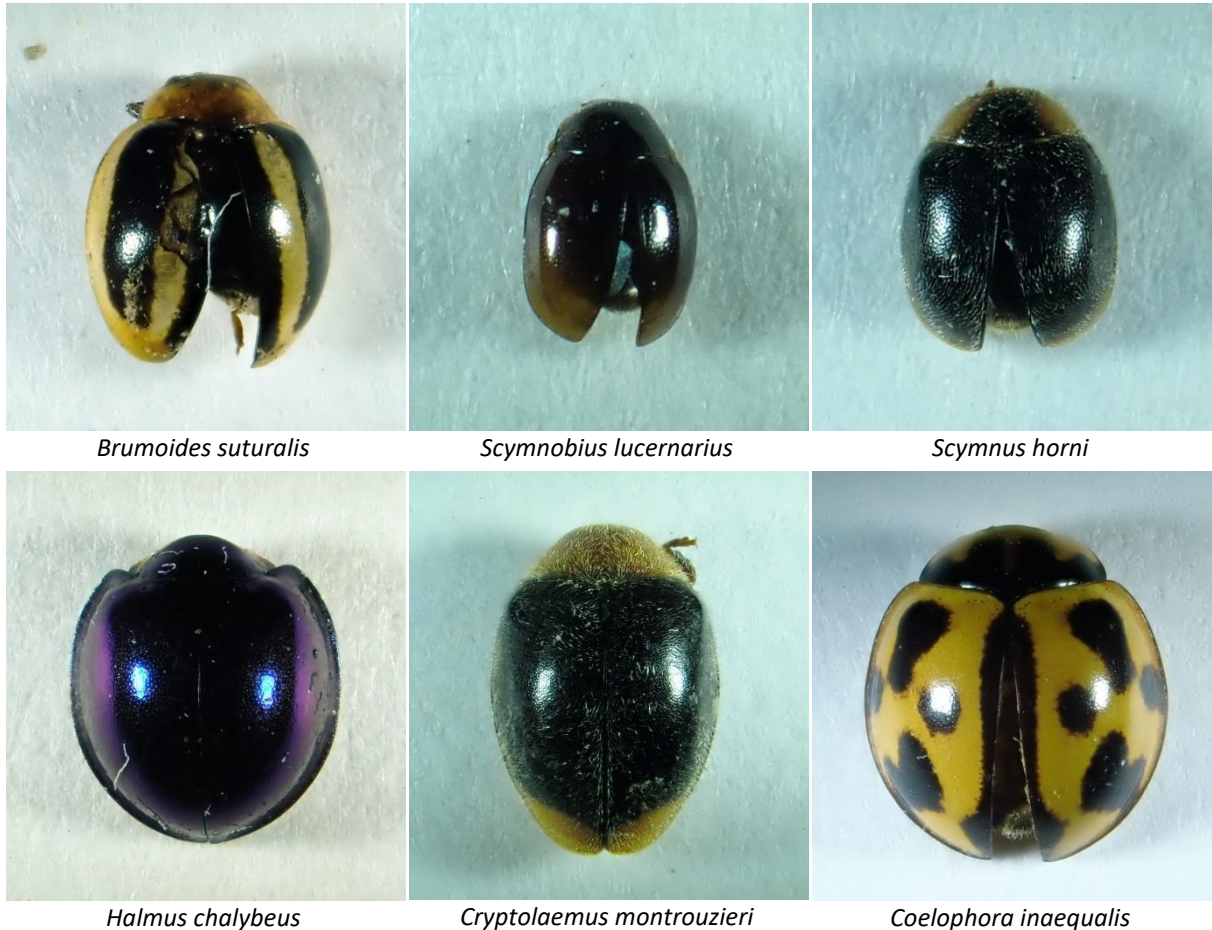 Brumoides suturalis
Scymnobius lucernarius
Scymnus horni
Halmus chalybeus
Cryptolaemus montrouzieri
Coelophora inaequalis